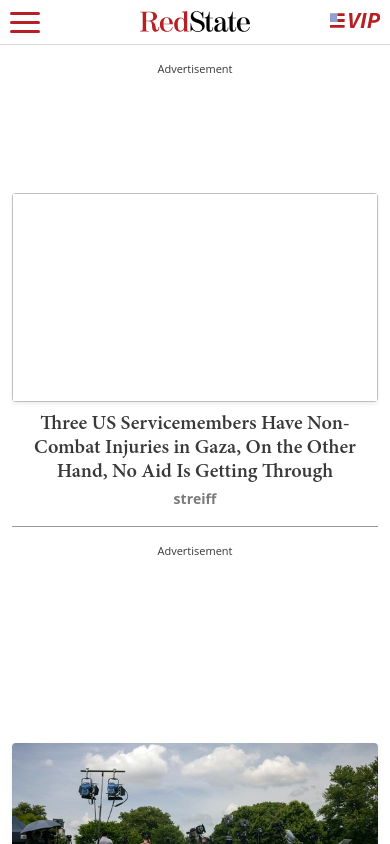 RedState
VIP
Advertisement
Three US Servicemembers Have Non-
Combat Injuries in Gaza, On the Other
Hand, No Aid Is Getting Through
streiff
Advertisement